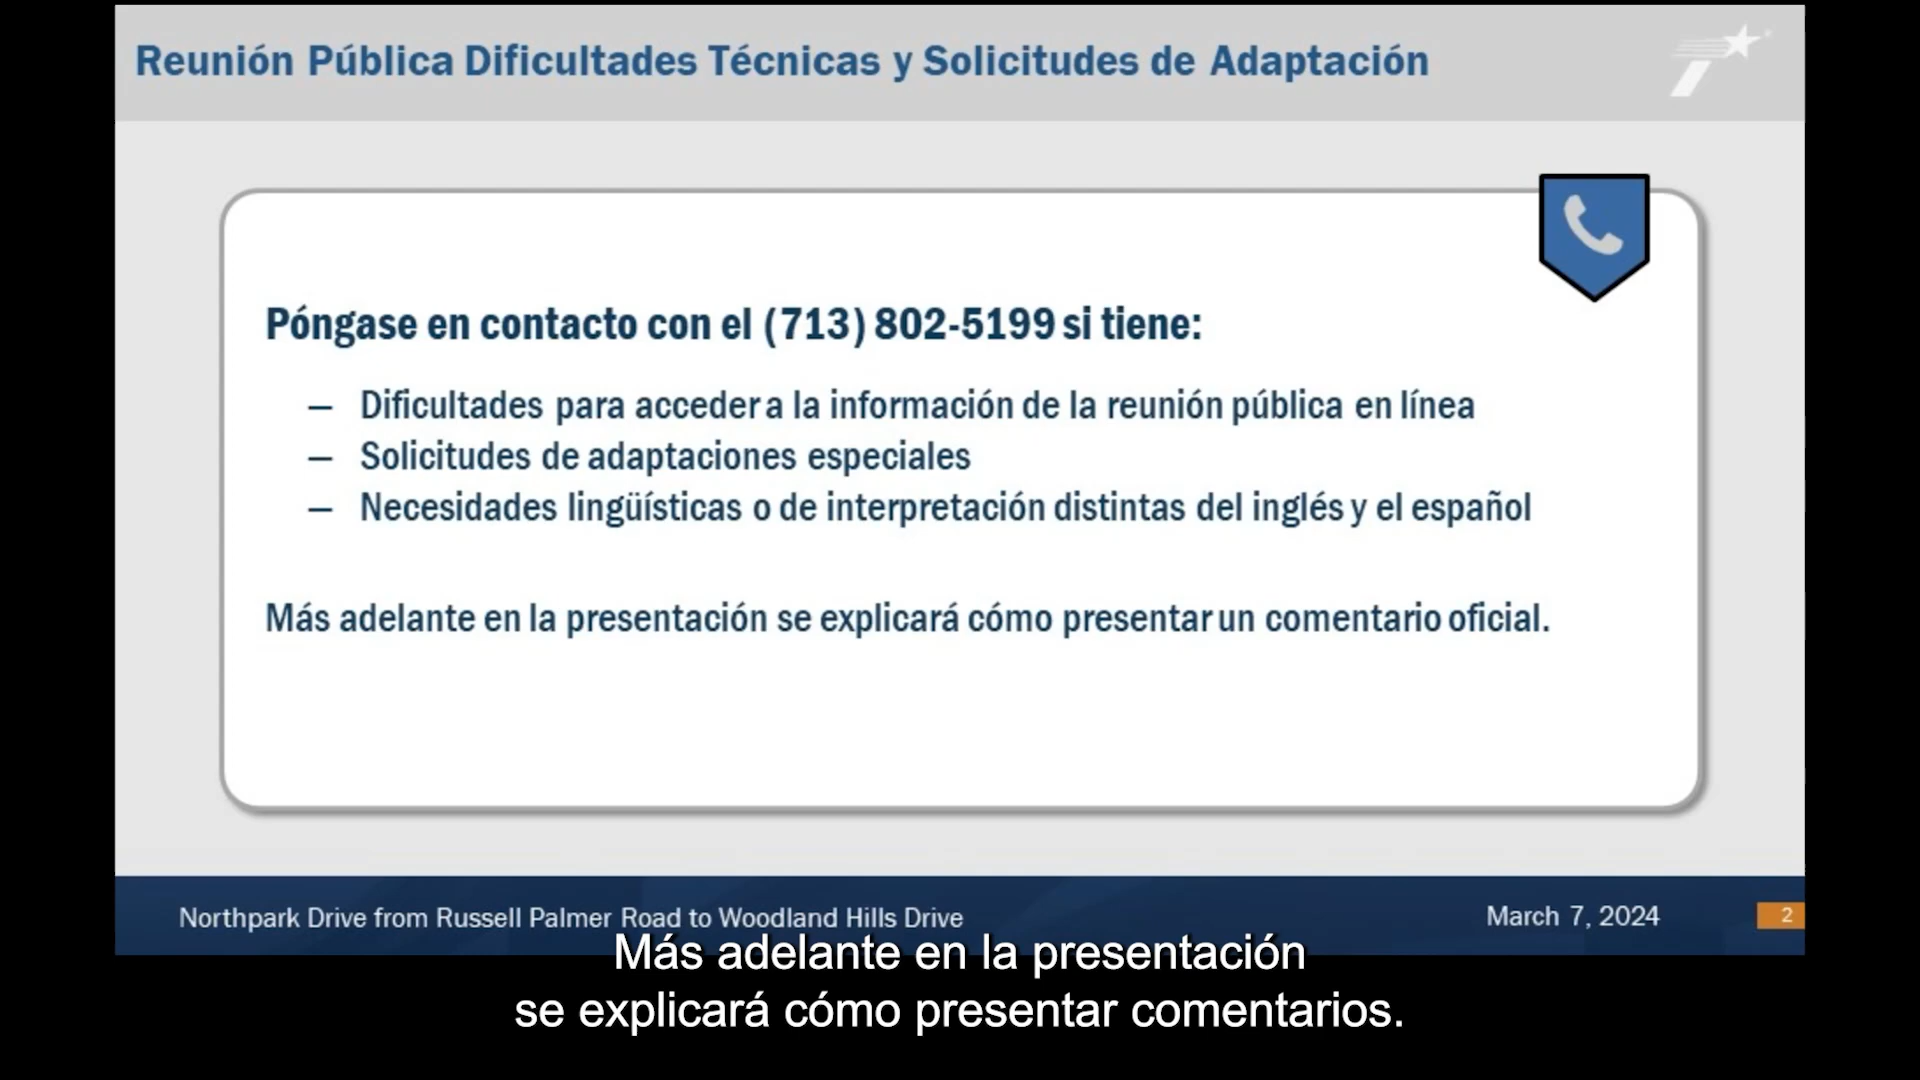 Reunión Pública Dificultades Técnicas y Solicitudes de Adaptación
Póngase en contacto con el (713) 802-5199 si tiene:
– Dificultades para acceder a la información de la reunión pública en línea
– Solicitudes de adaptaciones especiales
– Necesidades lingüísticas o de interpretación distintas del inglés y el español
Más adelante en la presentación se explicará cómo presentar un comentario oficial.
Northpark Drive from Russell Palmer Road to Woodland Hills Drive
March 7, 2024
2
Más adelante en la presentación
se explicará cómo presentar comentarios.